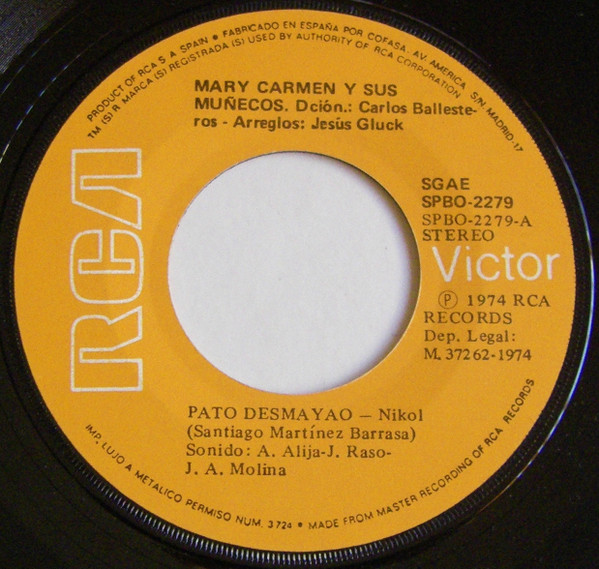 PRODUCT OF RCA S.A. SPAIN • FABRICADO EN ESPAÑA POR COFASA. AV. AMERICA, S/N. MADRID-17
TM (S) R. MARCA (S) REGISTRADA (S) USED BY AUTHORITY OF RCA CORPORATION
MARY CARMEN Y SUS
MUÑECOS. Dción.: Carlos Balleste-
ros - Arreglos: Jesús Gluck
RCA
SGAE
SPBO-2279
SPBO-2279-A
STEREO
Victor
Ⓟ 1974 RCA
RECORDS
Dep. Legal:
M. 37262-1974
PATO DESMAYAO — Nikol
(Santiago Martínez Barrasa)
Sonido: A. Alija-J. Raso-
J. A. Molina
IMP. LUJO A METALICO PERMISO NUM. 3724 • MADE FROM MASTER RECORDING OF RCA RECORDS